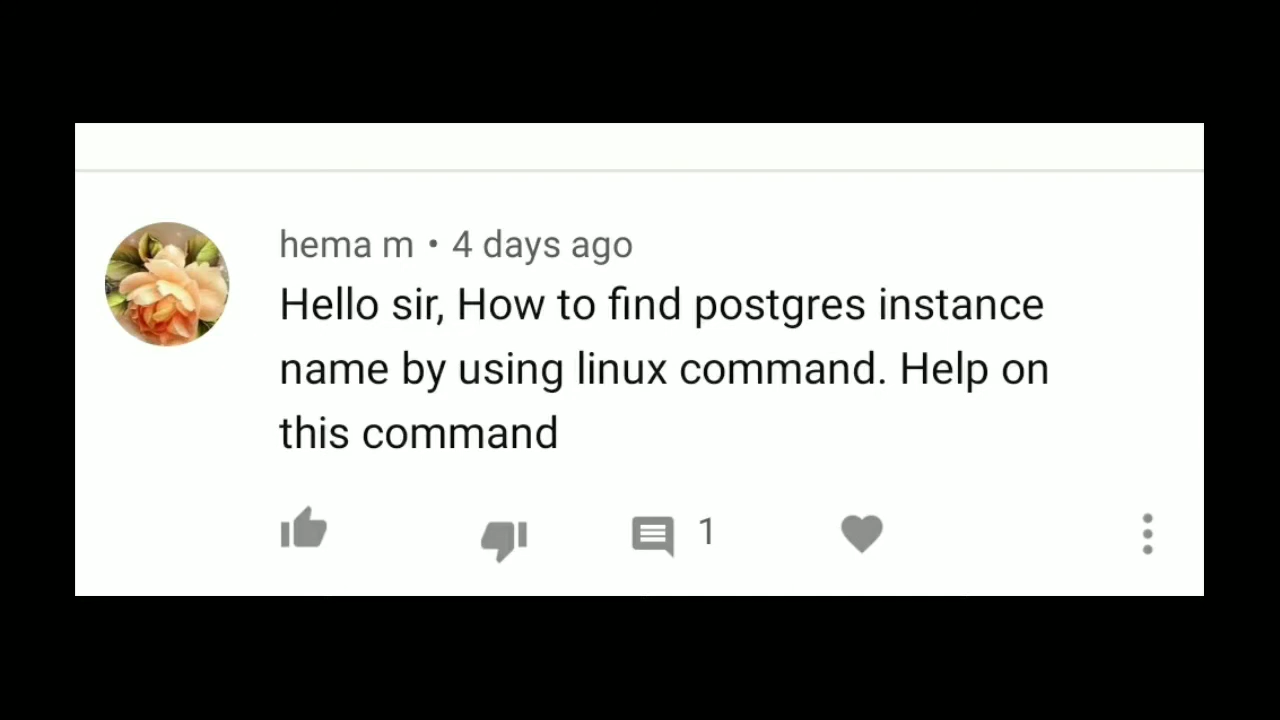 hema m • 4 days ago
Hello sir, How to find postgres instance
name by using linux command. Help on
this command
1